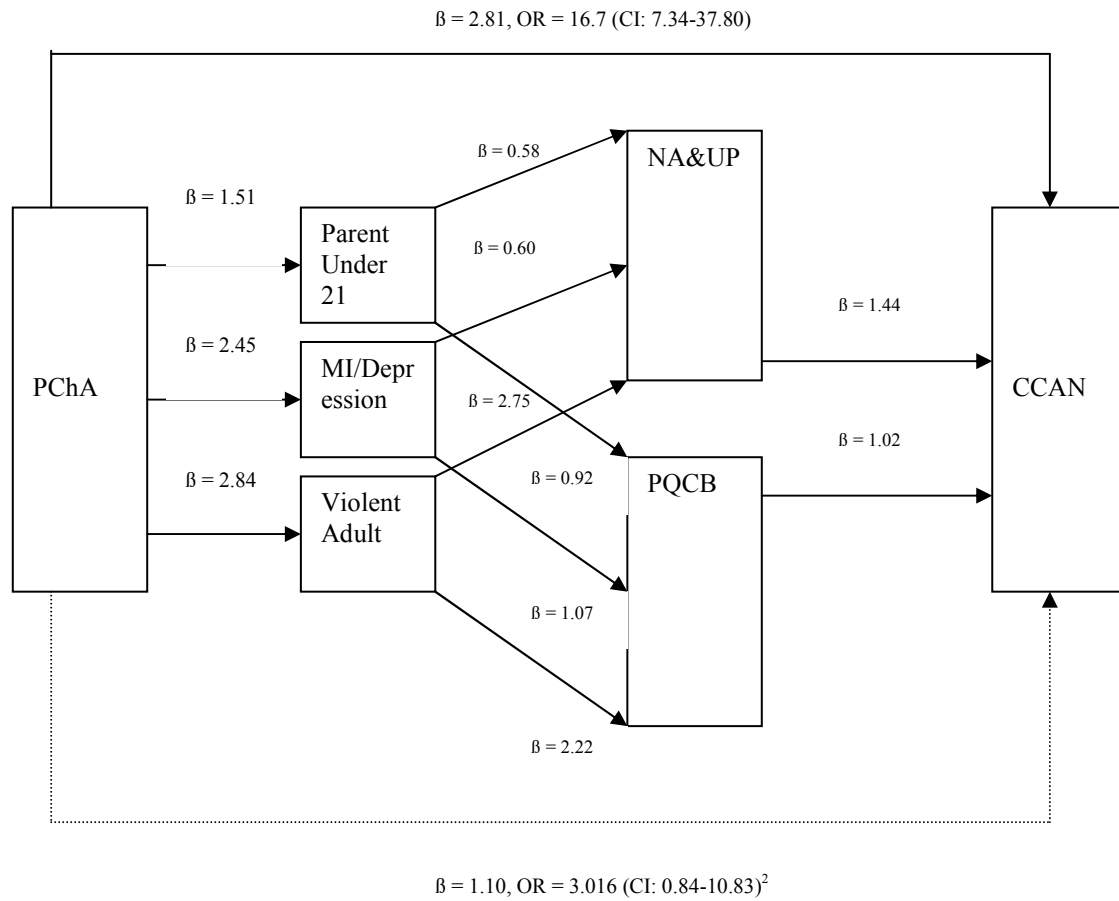 ß = 2.81, OR = 16.7 (CI: 7.34-37.80)
ß = 0.58
NA&UP
ß = 1.51
Parent
Under
21
ß = 0.60
ß = 1.44
ß = 2.45
PChA
MI/Depr
ession
ß = 2.75
CCAN
ß = 1.02
ß = 2.84
Violent
Adult
ß = 0.92
PQCB
ß = 1.07
ß = 2.22
ß = 1.10, OR = 3.016 (CI: 0.84-10.83)²